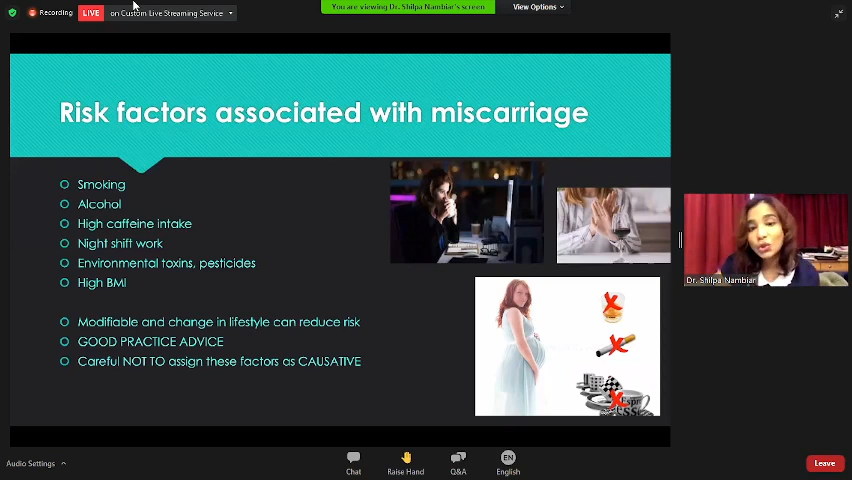 Recording
LIVE
on Custom Live Streaming Service
You are viewing Dr. Shilpa Nambiar's screen
View Options
Risk factors associated with miscarriage
Smoking
Alcohol
High caffeine intake
Night shift work
Environmental toxins, pesticides
High BMI
Modifiable and change in lifestyle can reduce risk
GOOD PRACTICE ADVICE
Careful NOT TO assign these factors as CAUSATIVE
Dr. Shilpa Nambiar
Audio Settings
Chat
Raise Hand
Q&A
EN
English
Leave